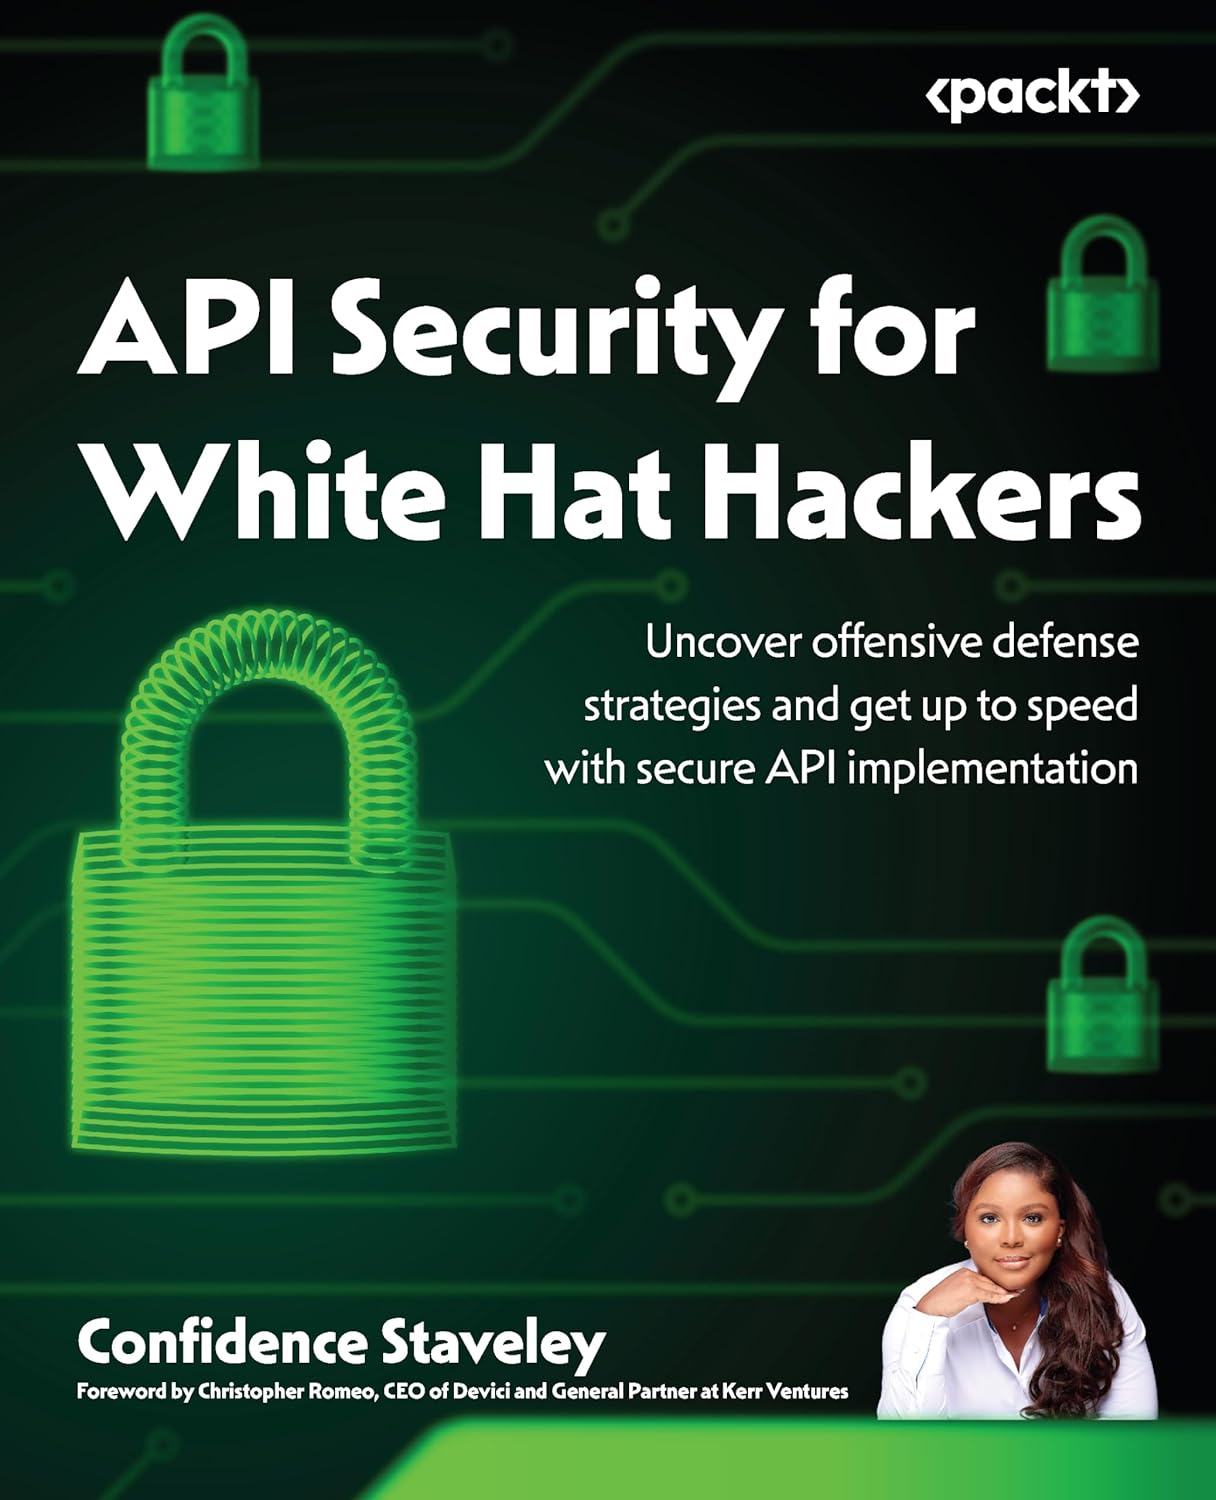 <packt>
API Security for
White Hat Hackers
Uncover offensive defense
strategies and get up to speed
with secure API implementation
Confidence Staveley
Foreword by Christopher Romeo, CEO of Devici and General Partner at Kerr Ventures